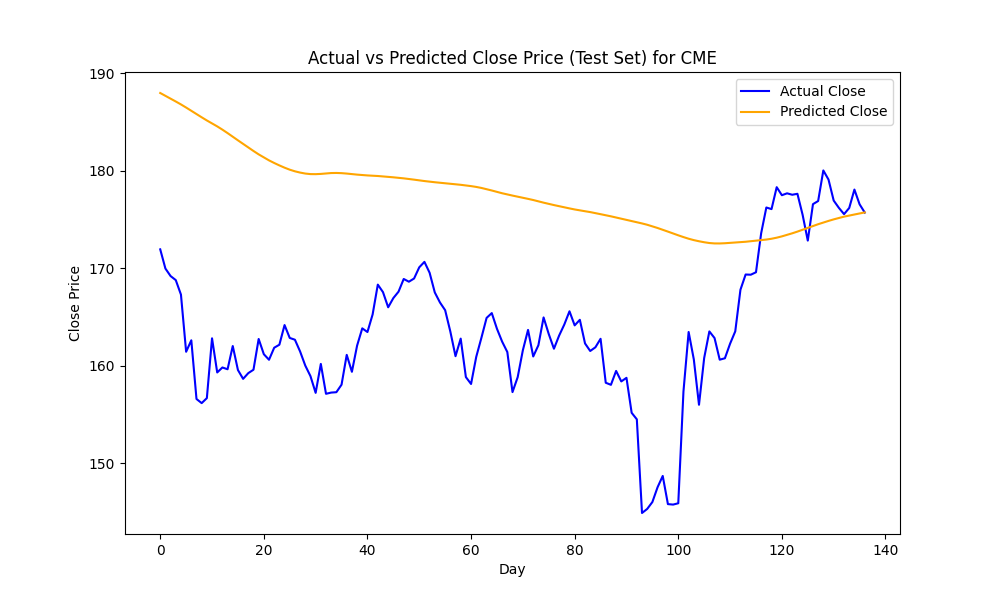 Actual vs Predicted Close Price (Test Set) for CME
Actual Close
Predicted Close
190
180
170
160
150
Close Price
0 20 40 60 80 100 120 140
Day